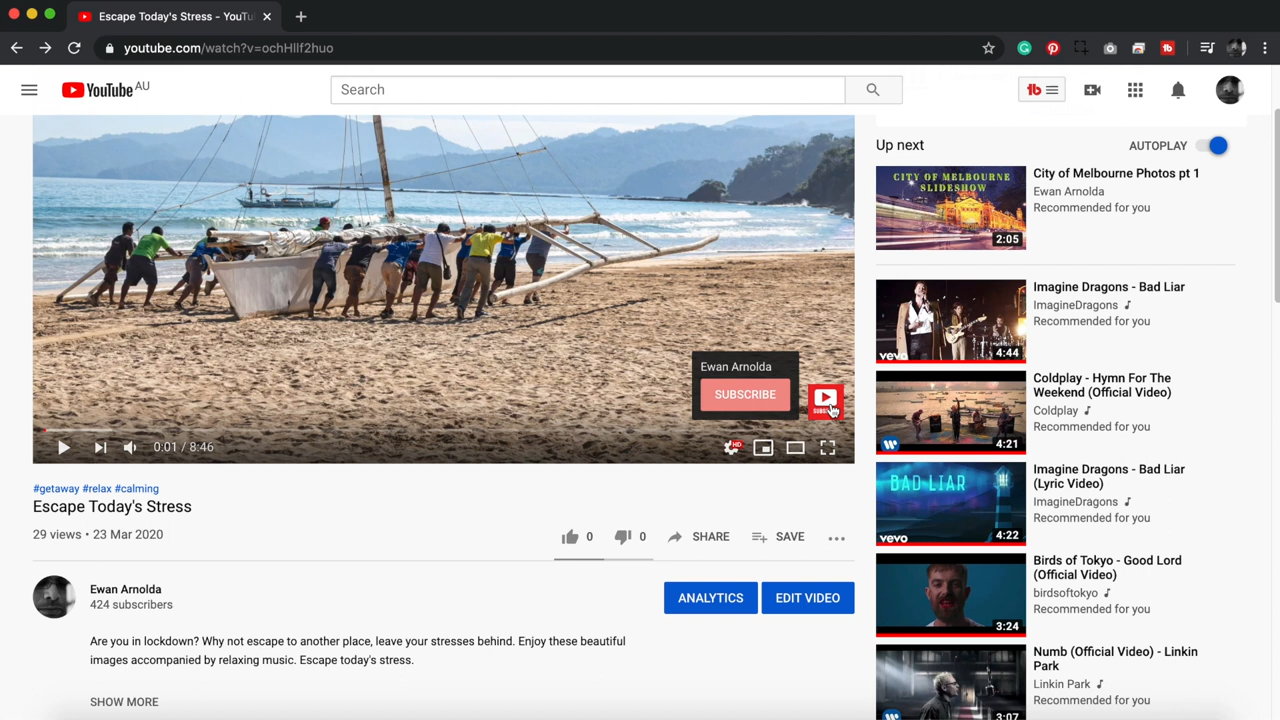 Escape Today's Stress - YouTu
youtube.com/watch?v=ochHllf2huo
YouTube AU
Search
Up next
AUTOPLAY
CITY OF MELBOURNE
SLIDESHOW
2:05
City of Melbourne Photos pt 1
Ewan Arnolda
Recommended for you
vevo
4:44
Imagine Dragons - Bad Liar
ImagineDragons
Recommended for you
4:21
Coldplay - Hymn For The
Weekend (Official Video)
Coldplay
Recommended for you
BAD LIAR
vevo
4:22
Imagine Dragons - Bad Liar
(Lyric Video)
ImagineDragons
Recommended for you
3:24
Birds of Tokyo - Good Lord
(Official Video)
birdsoftokyo
Recommended for you
3:07
Numb (Official Video) - Linkin
Park
Linkin Park
Recommended for you
Ewan Arnolda
SUBSCRIBE
0:01 / 8:46
HD
#getaway #relax #calming
Escape Today's Stress
29 views • 23 Mar 2020
0
0
SHARE
SAVE
Ewan Arnolda
424 subscribers
ANALYTICS
EDIT VIDEO
Are you in lockdown? Why not escape to another place, leave your stresses behind. Enjoy these beautiful
images accompanied by relaxing music. Escape today's stress.
SHOW MORE